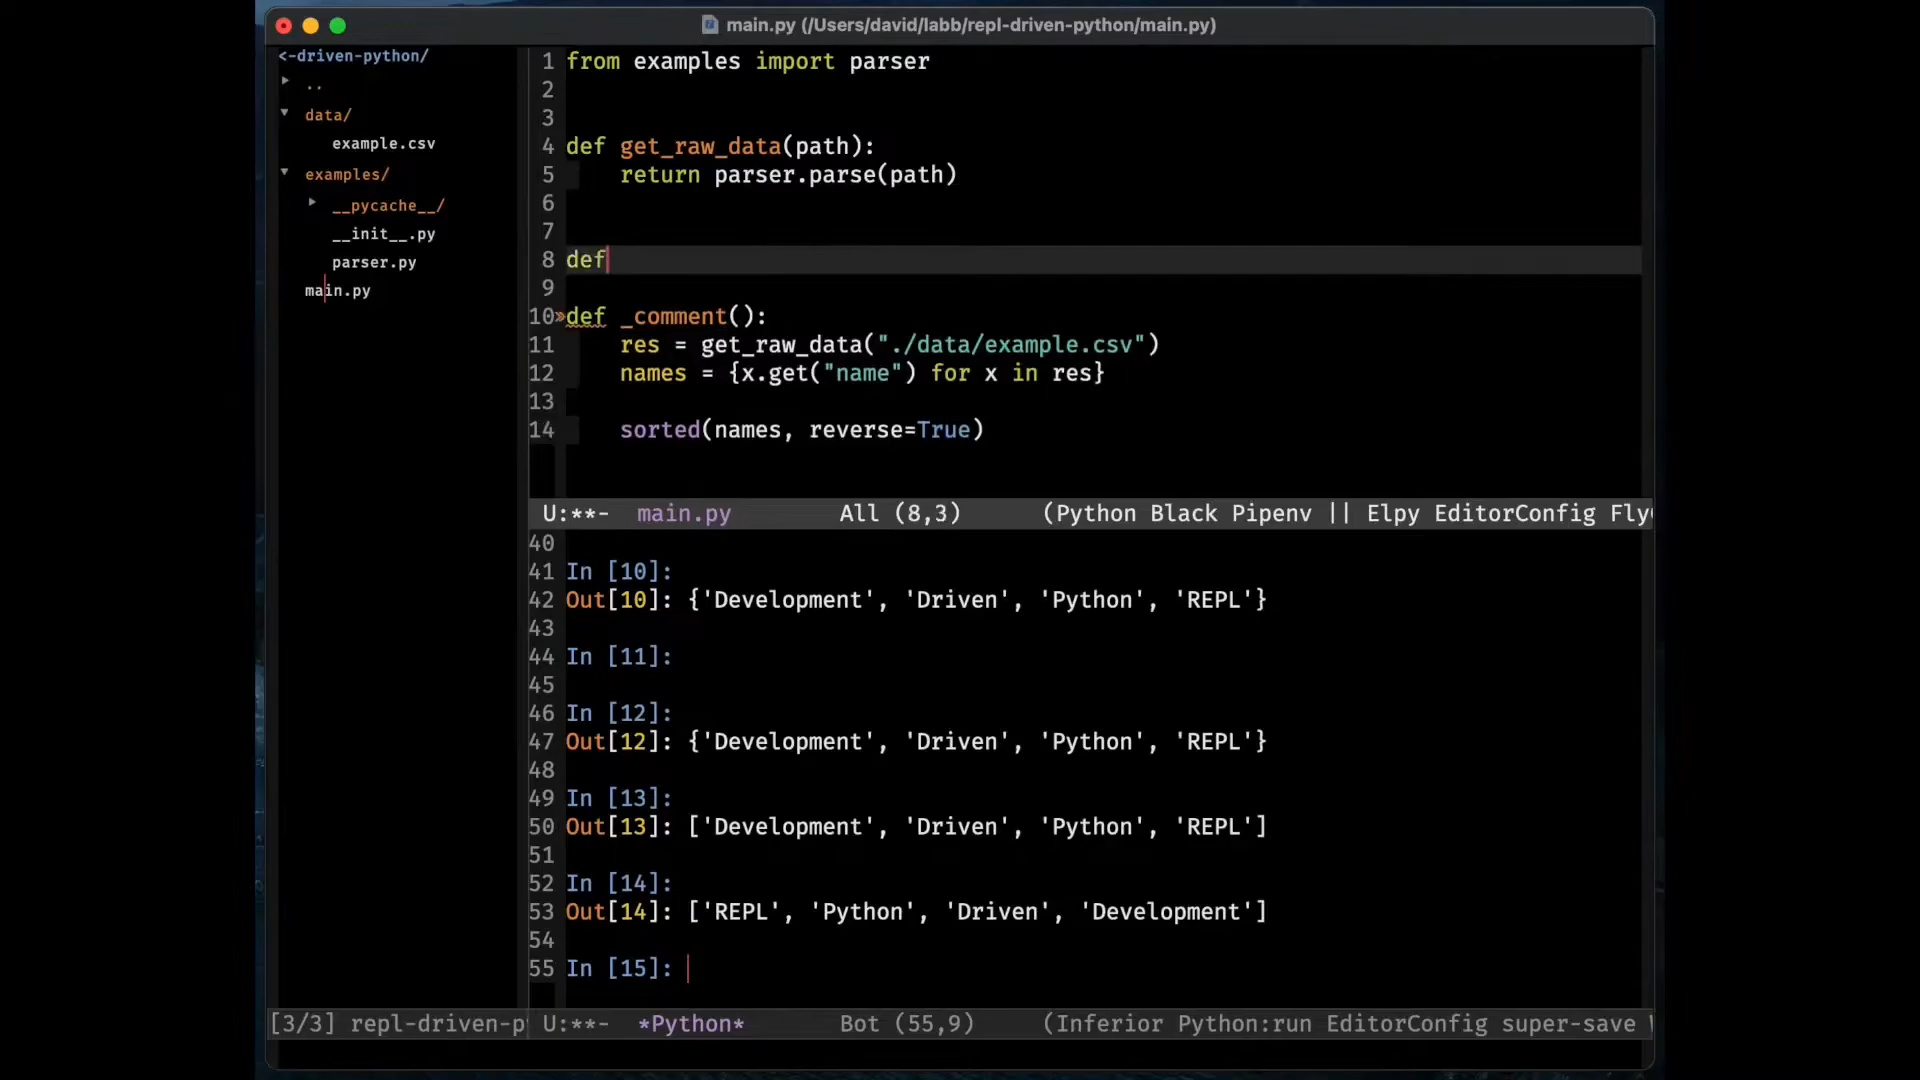 main.py (/Users/david/labb/repl-driven-python/main.py)
<-driven-python/
..
data/
example.csv
examples/
__pycache__/
__init__.py
parser.py
main.py
1 from examples import parser
2
3
4 def get_raw_data(path):
5     return parser.parse(path)
6
7
8 def
9
10»def _comment():
11     res = get_raw_data("./data/example.csv")
12     names = {x.get("name") for x in res}
13
14     sorted(names, reverse=True)
U:**-  main.py        All (8,3)      (Python Black Pipenv || Elpy EditorConfig Fly
40
41 In [10]:
42 Out[10]: {'Development', 'Driven', 'Python', 'REPL'}
43
44 In [11]:
45
46 In [12]:
47 Out[12]: {'Development', 'Driven', 'Python', 'REPL'}
48
49 In [13]:
50 Out[13]: ['Development', 'Driven', 'Python', 'REPL']
51
52 In [14]:
53 Out[14]: ['REPL', 'Python', 'Driven', 'Development']
54
55 In [15]:
[3/3] repl-driven-p
U:**-  *Python*       Bot (55,9)     (Inferior Python:run EditorConfig super-save